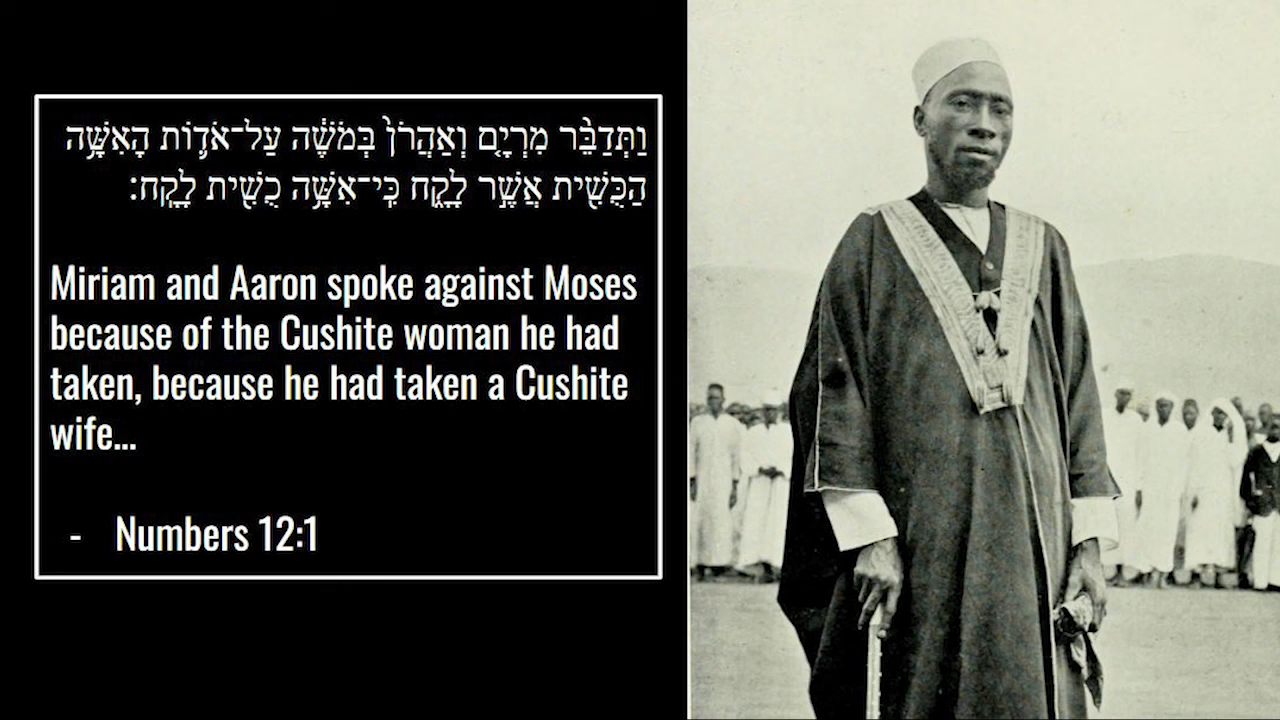 וַתְּדַבֵּ֨ר מִרְיָ֤ם וְאַהֲרֹן֙ בְּמֹשֶׁ֔ה עַל־אֹד֛וֹת הָאִשָּׁ֥ה
הַכֻּשִׁ֖ית אֲשֶׁ֣ר לָקָ֑ח כִּֽי־אִשָּׁ֥ה כֻשִׁ֖ית לָקָֽח׃
Miriam and Aaron spoke against Moses
because of the Cushite woman he had
taken, because he had taken a Cushite
wife...
- Numbers 12:1